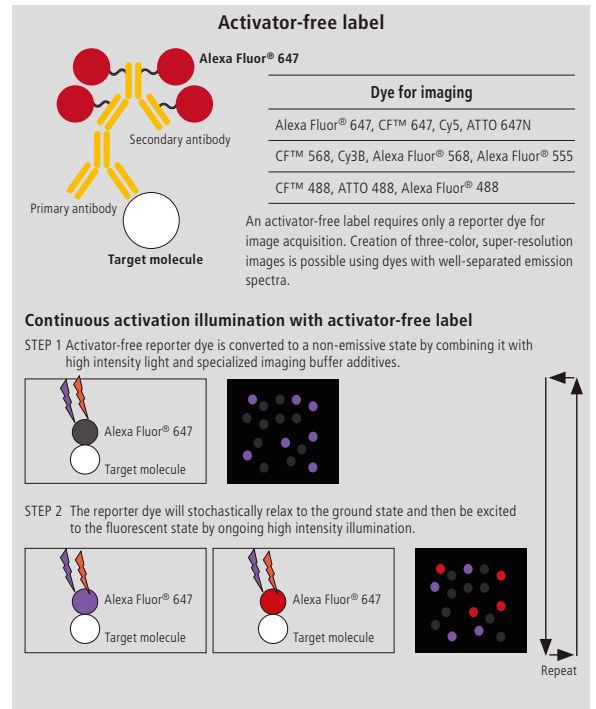 Activator-free label
Alexa Fluor® 647
Secondary antibody
Primary antibody
Target molecule
Dye for imaging
Alexa Fluor® 647, CF™ 647, Cy5, ATTO 647N
CF™ 568, Cy3B, Alexa Fluor® 568, Alexa Fluor® 555
CF™ 488, ATTO 488, Alexa Fluor® 488
An activator-free label requires only a reporter dye for
image acquisition. Creation of three-color, super-resolution
images is possible using dyes with well-separated emission
spectra.
Continuous activation illumination with activator-free label
STEP 1 Activator-free reporter dye is converted to a non-emissive state by combining it with
high intensity light and specialized imaging buffer additives.
Alexa Fluor® 647
Target molecule
STEP 2 The reporter dye will stochastically relax to the ground state and then be excited
to the fluorescent state by ongoing high intensity illumination.
Alexa Fluor® 647
Target molecule
Alexa Fluor® 647
Target molecule
Repeat